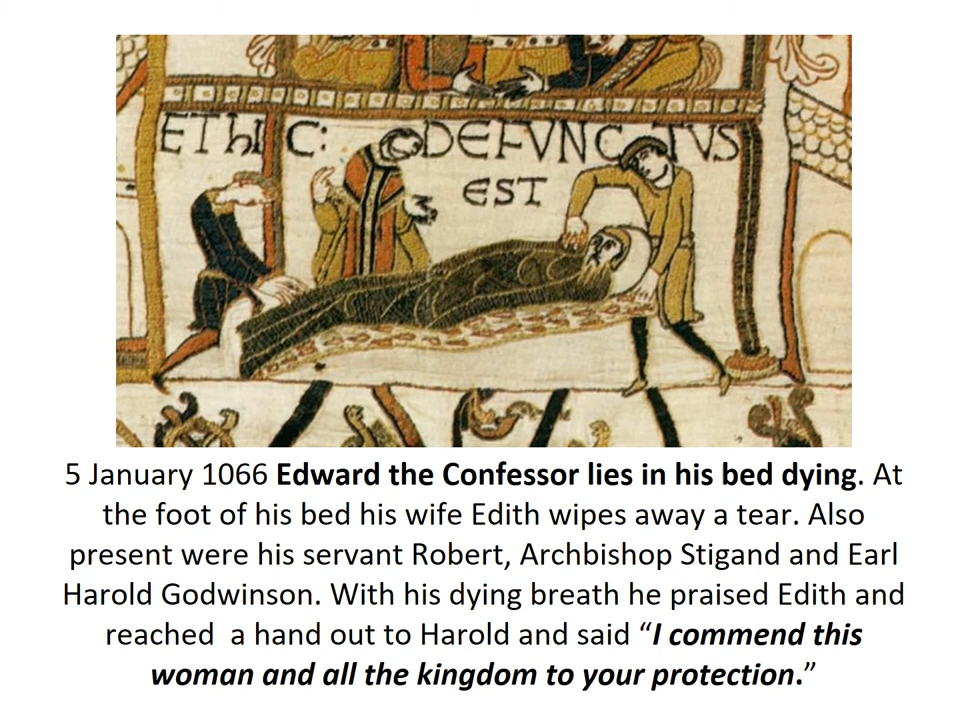 ETHIC: DEFUNCTUS
EST
5 January 1066 Edward the Confessor lies in his bed dying. At
the foot of his bed his wife Edith wipes away a tear. Also
present were his servant Robert, Archbishop Stigand and Earl
Harold Godwinson. With his dying breath he praised Edith and
reached  a hand out to Harold and said “I commend this
woman and all the kingdom to your protection.”